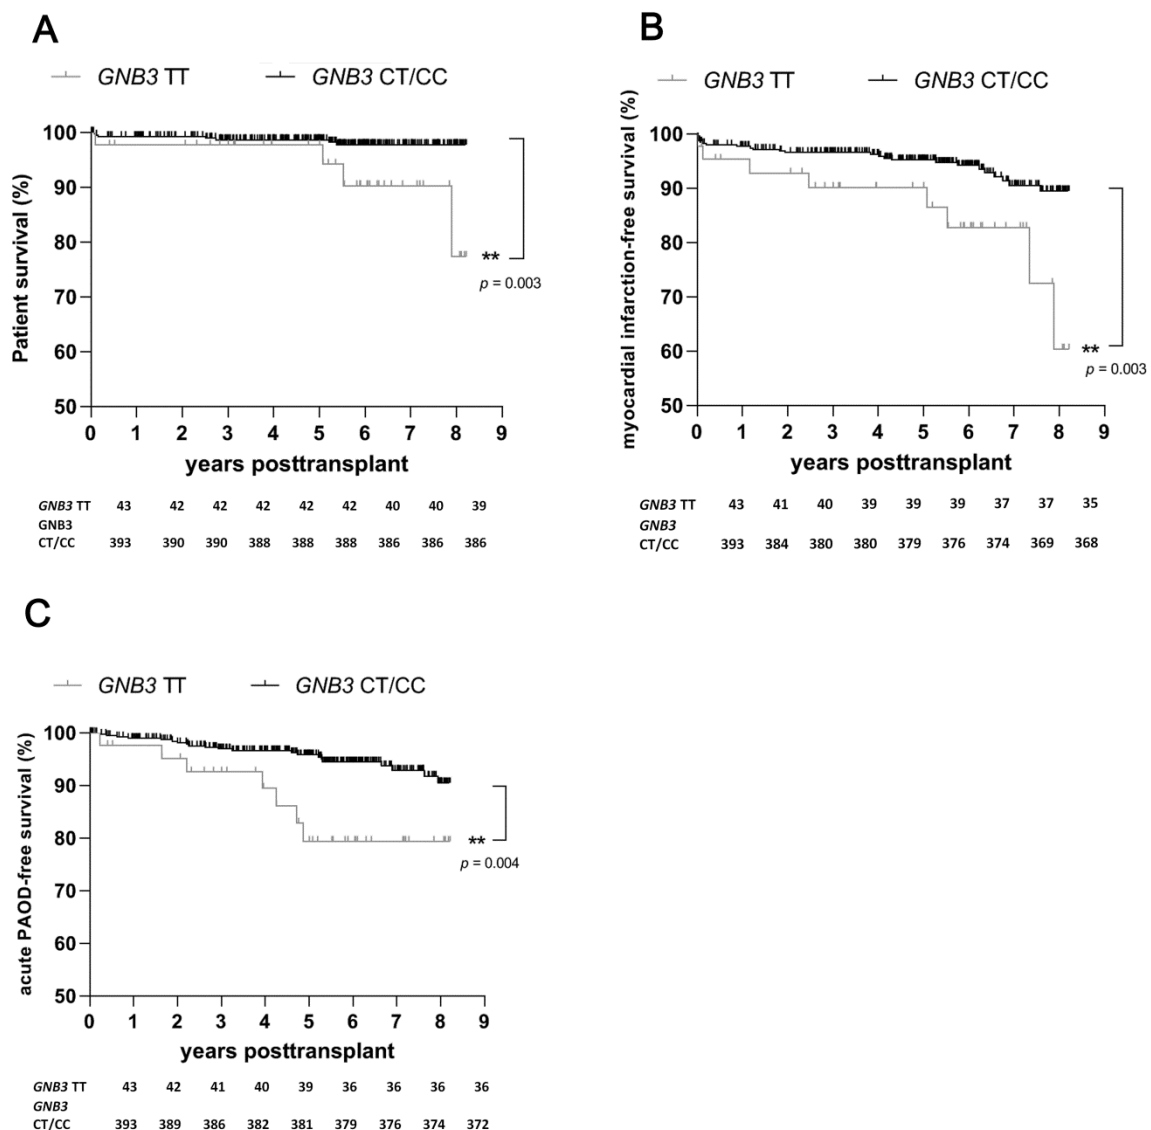 A
GNB3 TT GNB3 CT/CC
Patient survival (%)
100
90
80
70
60
50
0 1 2 3 4 5 6 7 8 9
years posttransplant
**
p = 0.003
GNB3 TT 43 42 42 42 42 42 40 40 39
GNB3
CT/CC 393 390 390 388 388 388 386 386 386
B
GNB3 TT GNB3 CT/CC
myocardial infarction-free survival (%)
100
90
80
70
60
50
0 1 2 3 4 5 6 7 8 9
years posttransplant
**
p = 0.003
GNB3 TT 43 41 40 39 39 39 37 37 35
GNB3
CT/CC 393 384 380 380 379 376 374 369 368
C
GNB3 TT GNB3 CT/CC
acute PAOD-free survival (%)
100
90
80
70
60
50
0 1 2 3 4 5 6 7 8 9
years posttransplant
**
p = 0.004
GNB3 TT 43 42 41 40 39 36 36 36 36
GNB3
CT/CC 393 389 386 382 381 379 376 374 372